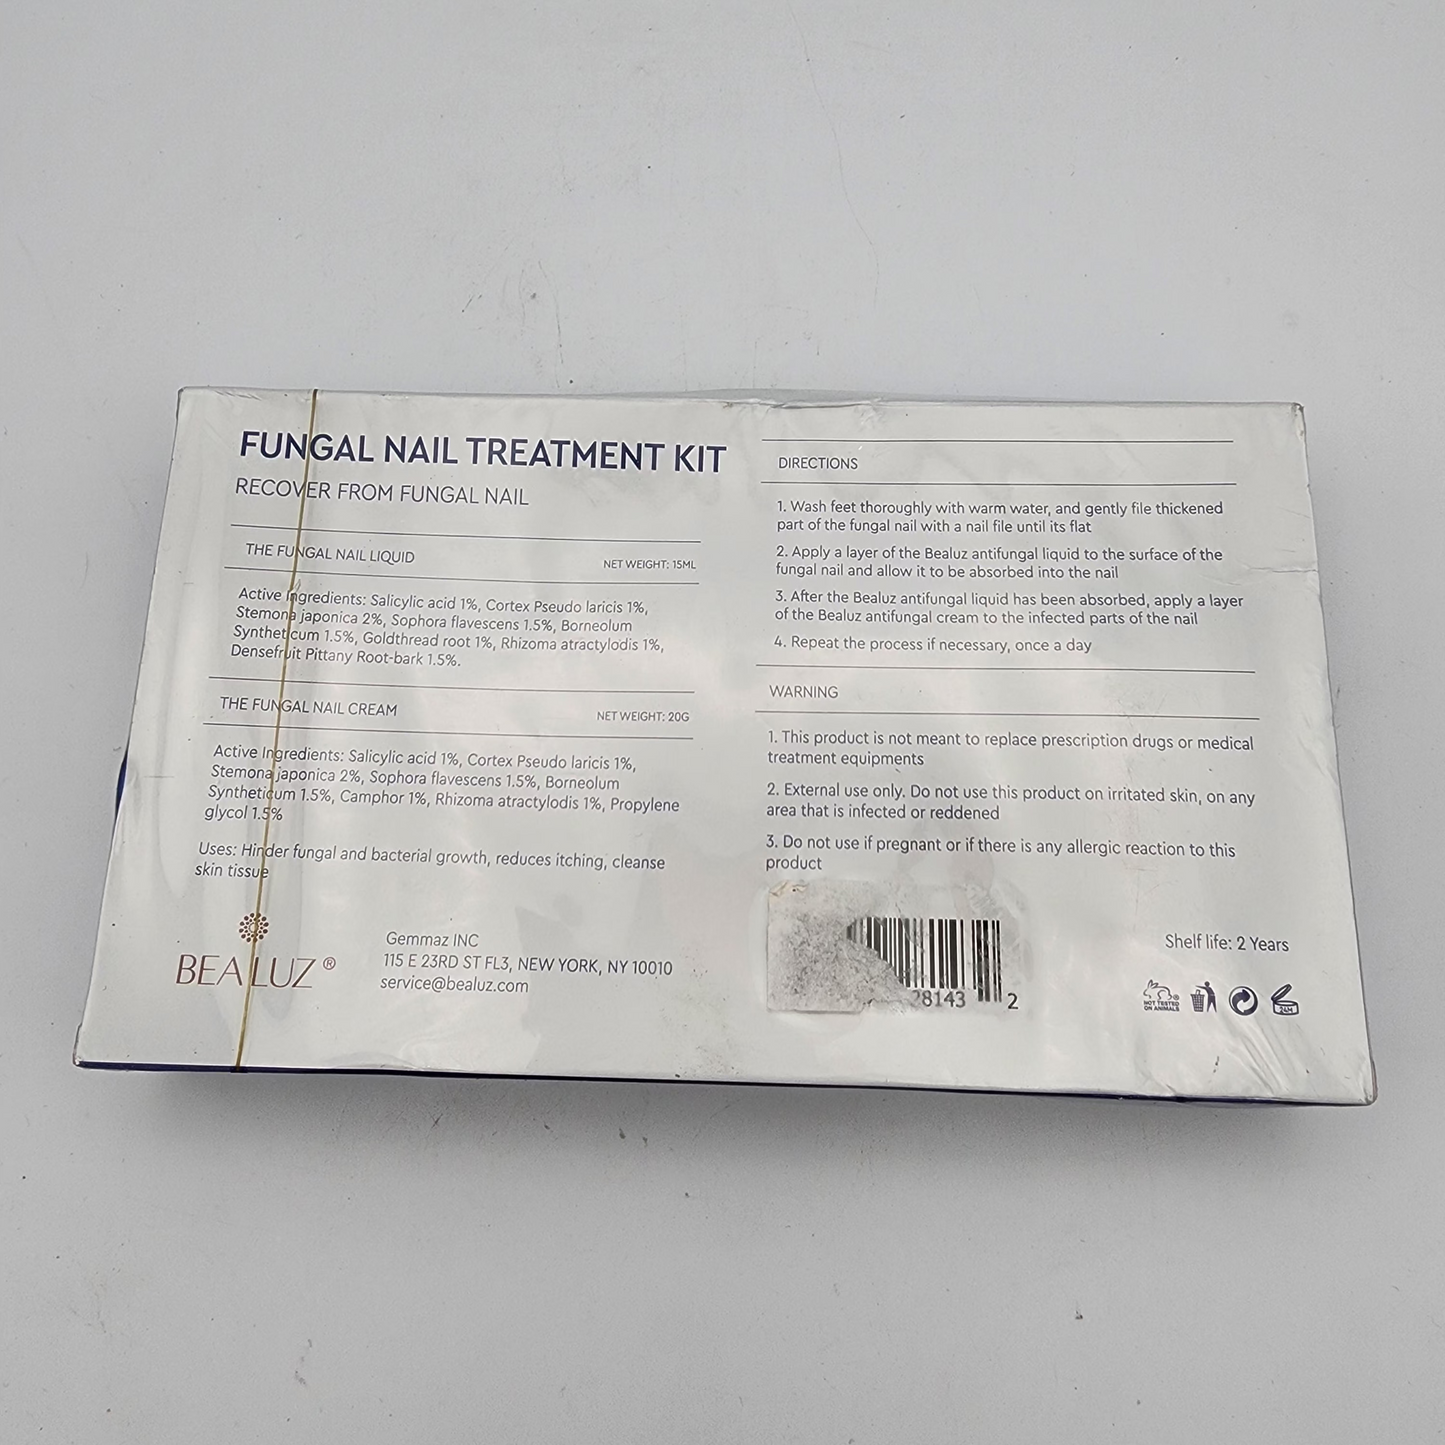 FUNGAL NAIL TREATMENT KIT
RECOVER FROM FUNGAL NAIL
THE FUNGAL NAIL LIQUID
NET WEIGHT: 15ML
Active Ingredients: Salicylic acid 1%, Cortex Pseudo laricis 1%,
Stemona japonica 2%, Sophora flavescens 1.5%, Borneolum
Syntheticum 1.5%, Goldthread root 1%, Rhizoma atractylodis 1%,
Densefruit Pittany Root-bark 1.5%.
THE FUNGAL NAIL CREAM
NET WEIGHT: 20G
Active Ingredients: Salicylic acid 1%, Cortex Pseudo laricis 1%,
Stemona japonica 2%, Sophora flavescens 1.5%, Borneolum
Syntheticum 1.5%, Camphor 1%, Rhizoma atractylodis 1%, Propylene
glycol 1.5%
Uses: Hinder fungal and bacterial growth, reduces itching, cleanse
skin tissue
BEALUZ®
Gemmaz INC
115 E 23RD ST FL3, NEW YORK, NY 10010
service@bealuz.com
DIRECTIONS
1. Wash feet thoroughly with warm water, and gently file thickened
part of the fungal nail with a nail file until its flat
2. Apply a layer of the Bealuz antifungal liquid to the surface of the
fungal nail and allow it to be absorbed into the nail
3. After the Bealuz antifungal liquid has been absorbed, apply a layer
of the Bealuz antifungal cream to the infected parts of the nail
4. Repeat the process if necessary, once a day
WARNING
1. This product is not meant to replace prescription drugs or medical
treatment equipments
2. External use only. Do not use this product on irritated skin, on any
area that is infected or reddened
3. Do not use if pregnant or if there is any allergic reaction to this
product
28143 2
Shelf life: 2 Years
NOT TESTED
ON ANIMALS
24M